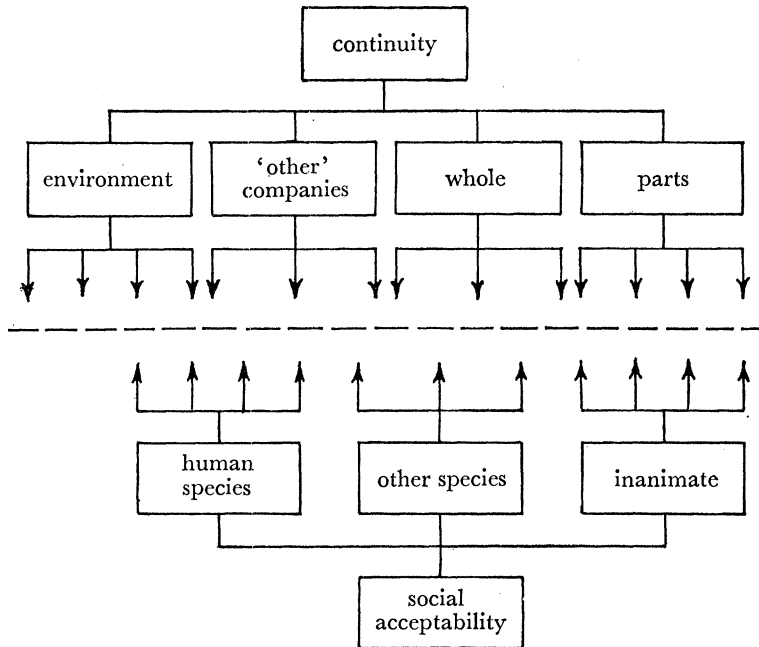 continuity
environment
‘other’
companies
whole
parts
human
species
other species
inanimate
social
acceptability